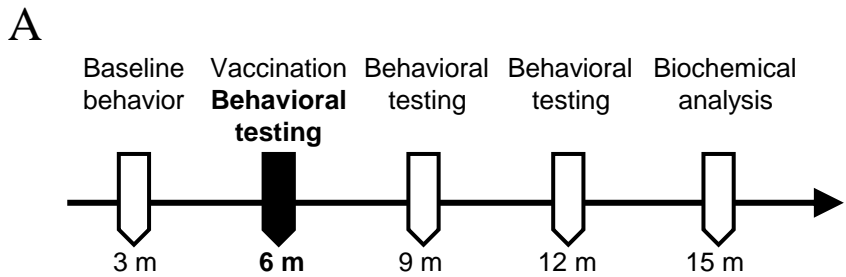 A
Baseline behavior
Vaccination Behavioral testing
Behavioral testing
Behavioral testing
Biochemical analysis
3 m
6 m
9 m
12 m
15 m